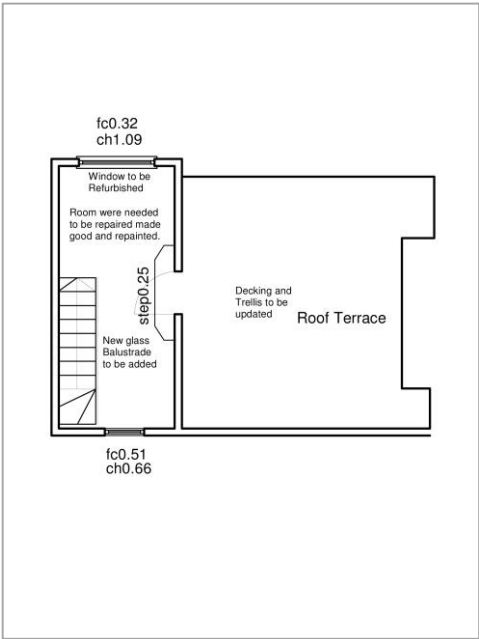 fc0.32
ch1.09
Window to be
Refurbished
Room were needed
to be repaired made
good and repainted.
step0.25
Decking and
Trellis to be
updated
Roof Terrace
New glass
Balustrade
to be added
fc0.51
ch0.66